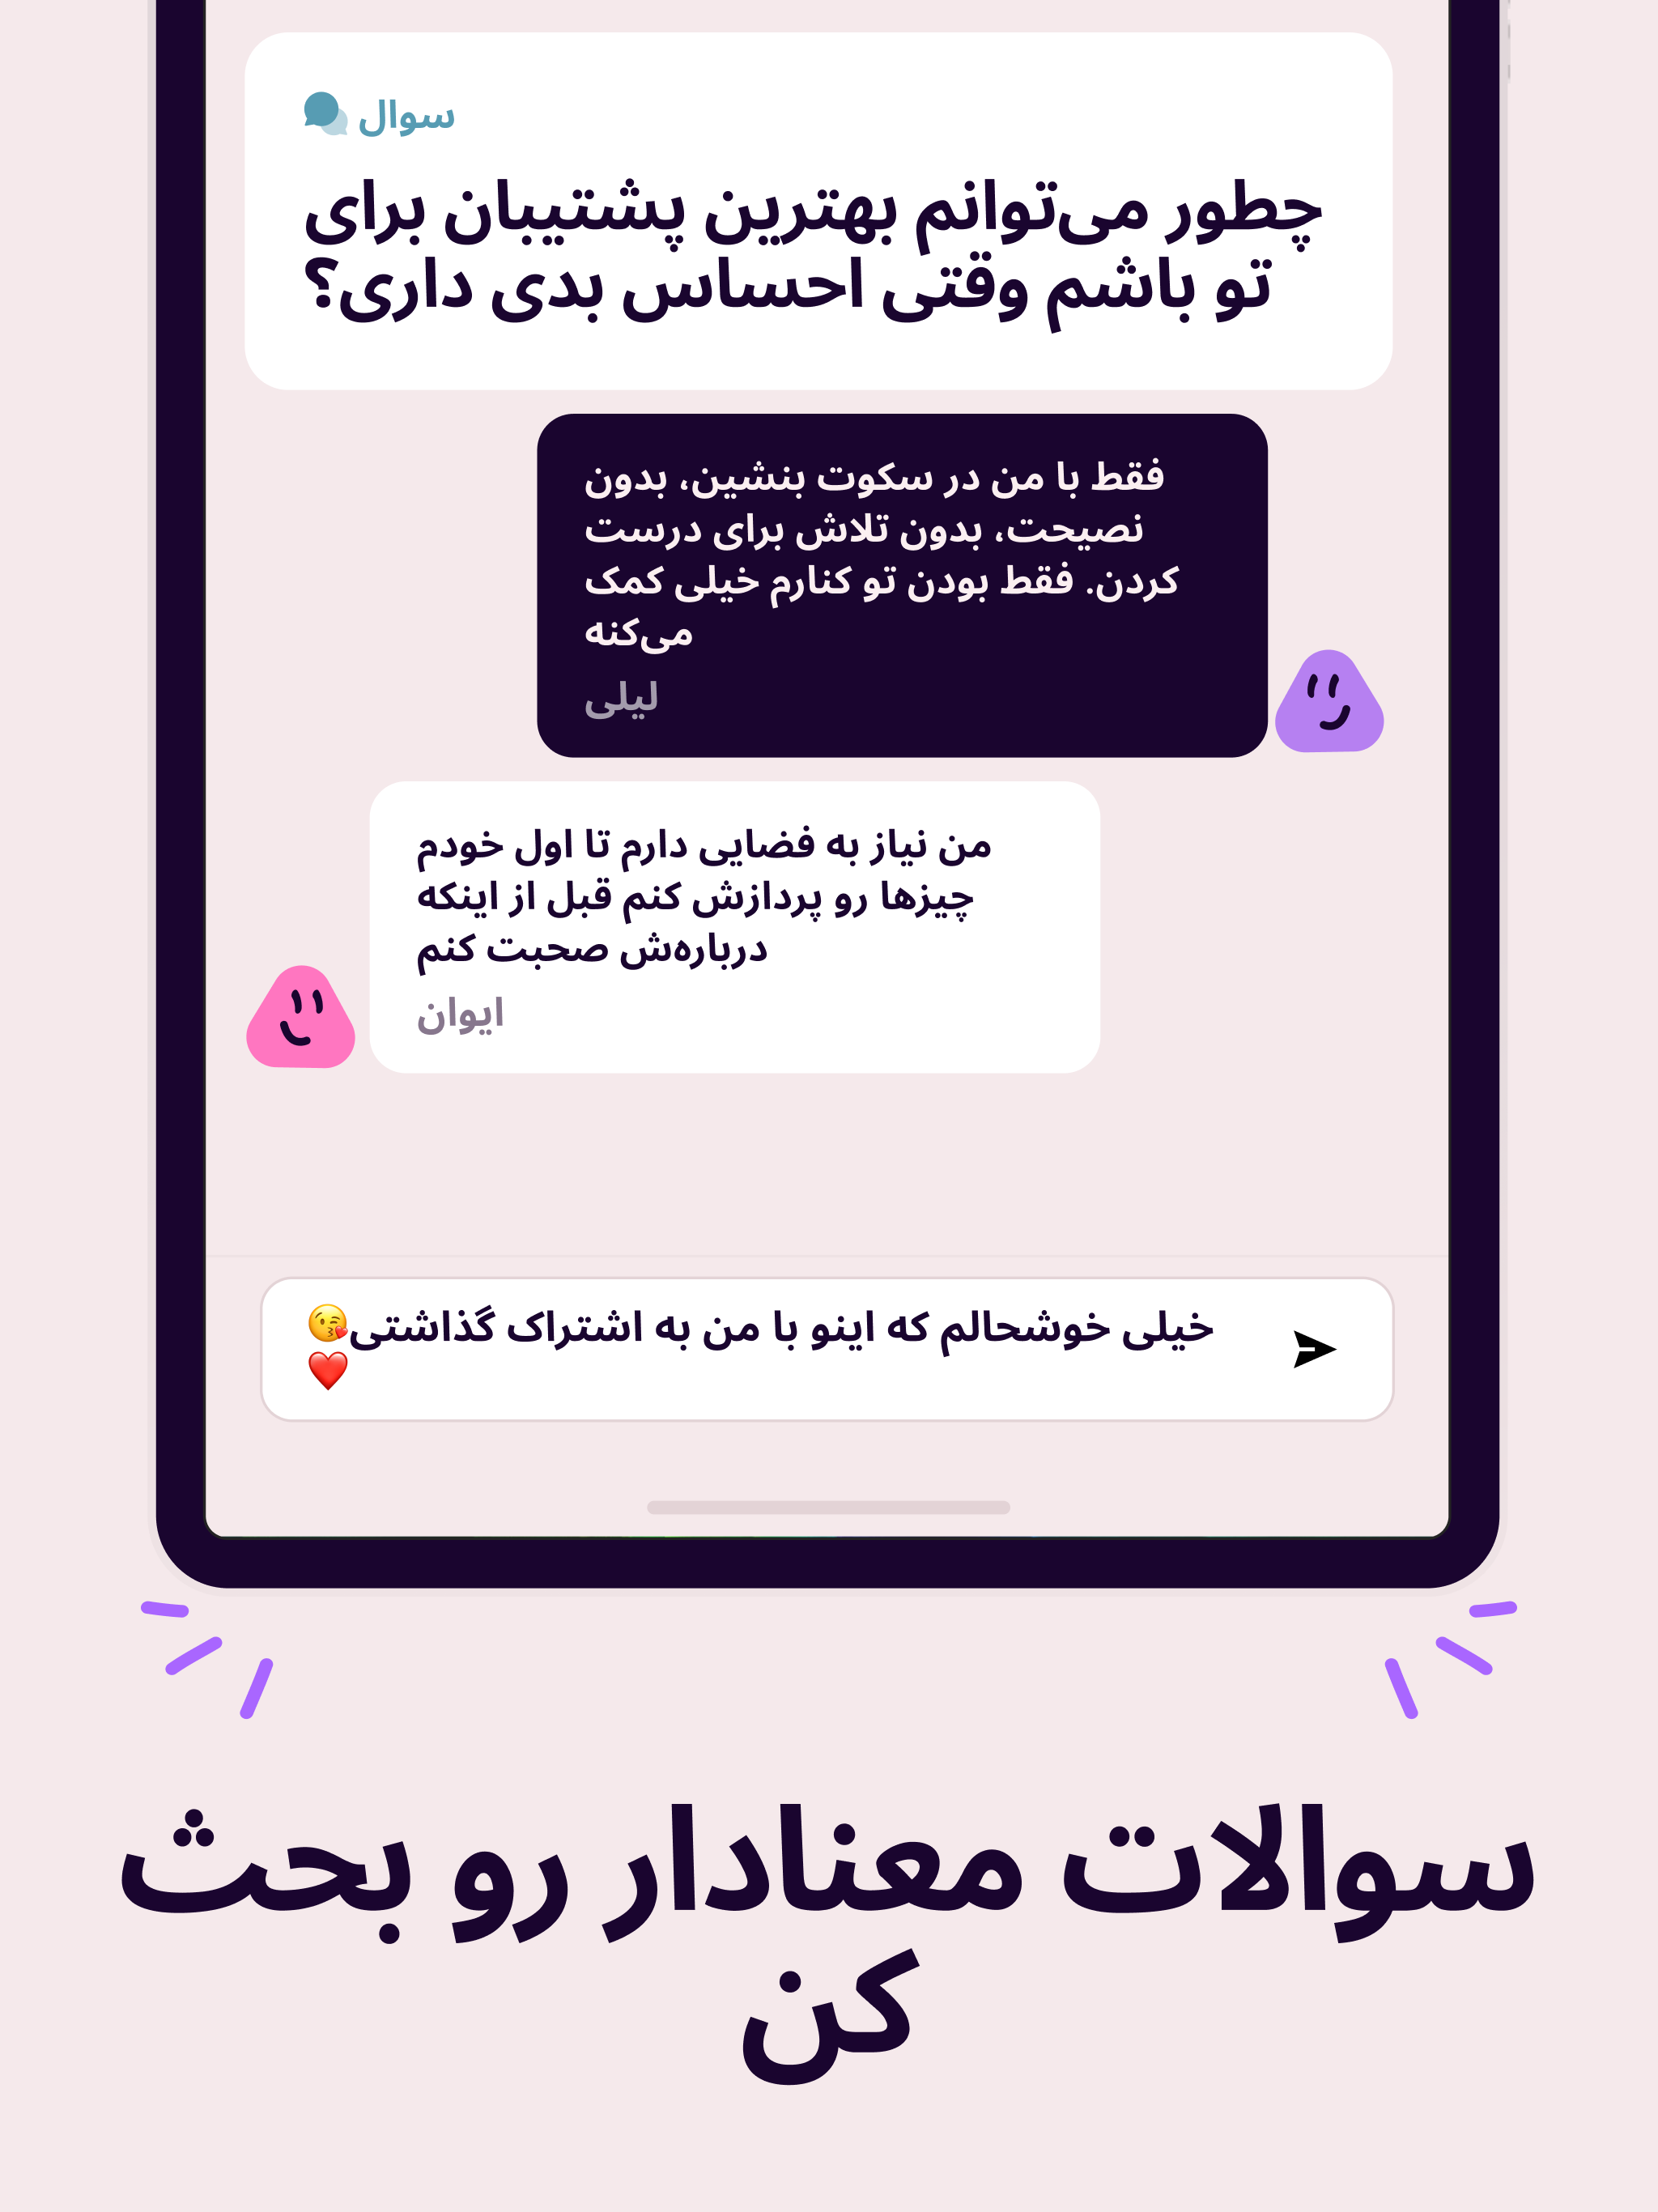 سوال
چطور می‌توانم بهترین پشتیبان برای
تو باشم وقتی احساس بدی داری؟
فقط با من در سکوت بنشین، بدون
نصیحت، بدون تلاش برای درست
کردن. فقط بودن تو کنارم خیلی کمک
می‌کنه
لیلی
من نیاز به فضایی دارم تا اول خودم
چیزها رو پردازش کنم قبل از اینکه
درباره‌ش صحبت کنم
ایوان
خیلی خوشحالم که اینو با من به اشتراک گذاشتی😘
❤️
سوالات معنادار رو بحث
کن